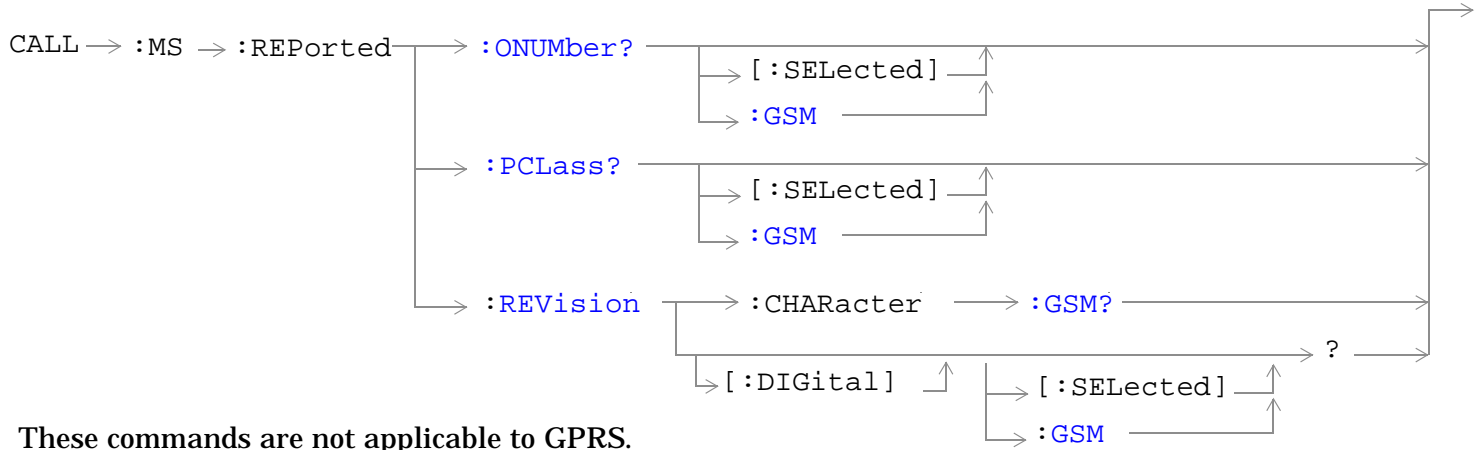 CALL :MS :REPorted :ONUMber?
[:SELected]
:GSM
:PCLass?
[:SELected]
:GSM
:REVision :CHARacter :GSM?
?
[:DIGital] [:SELected]
:GSM
These commands are not applicable to GPRS.